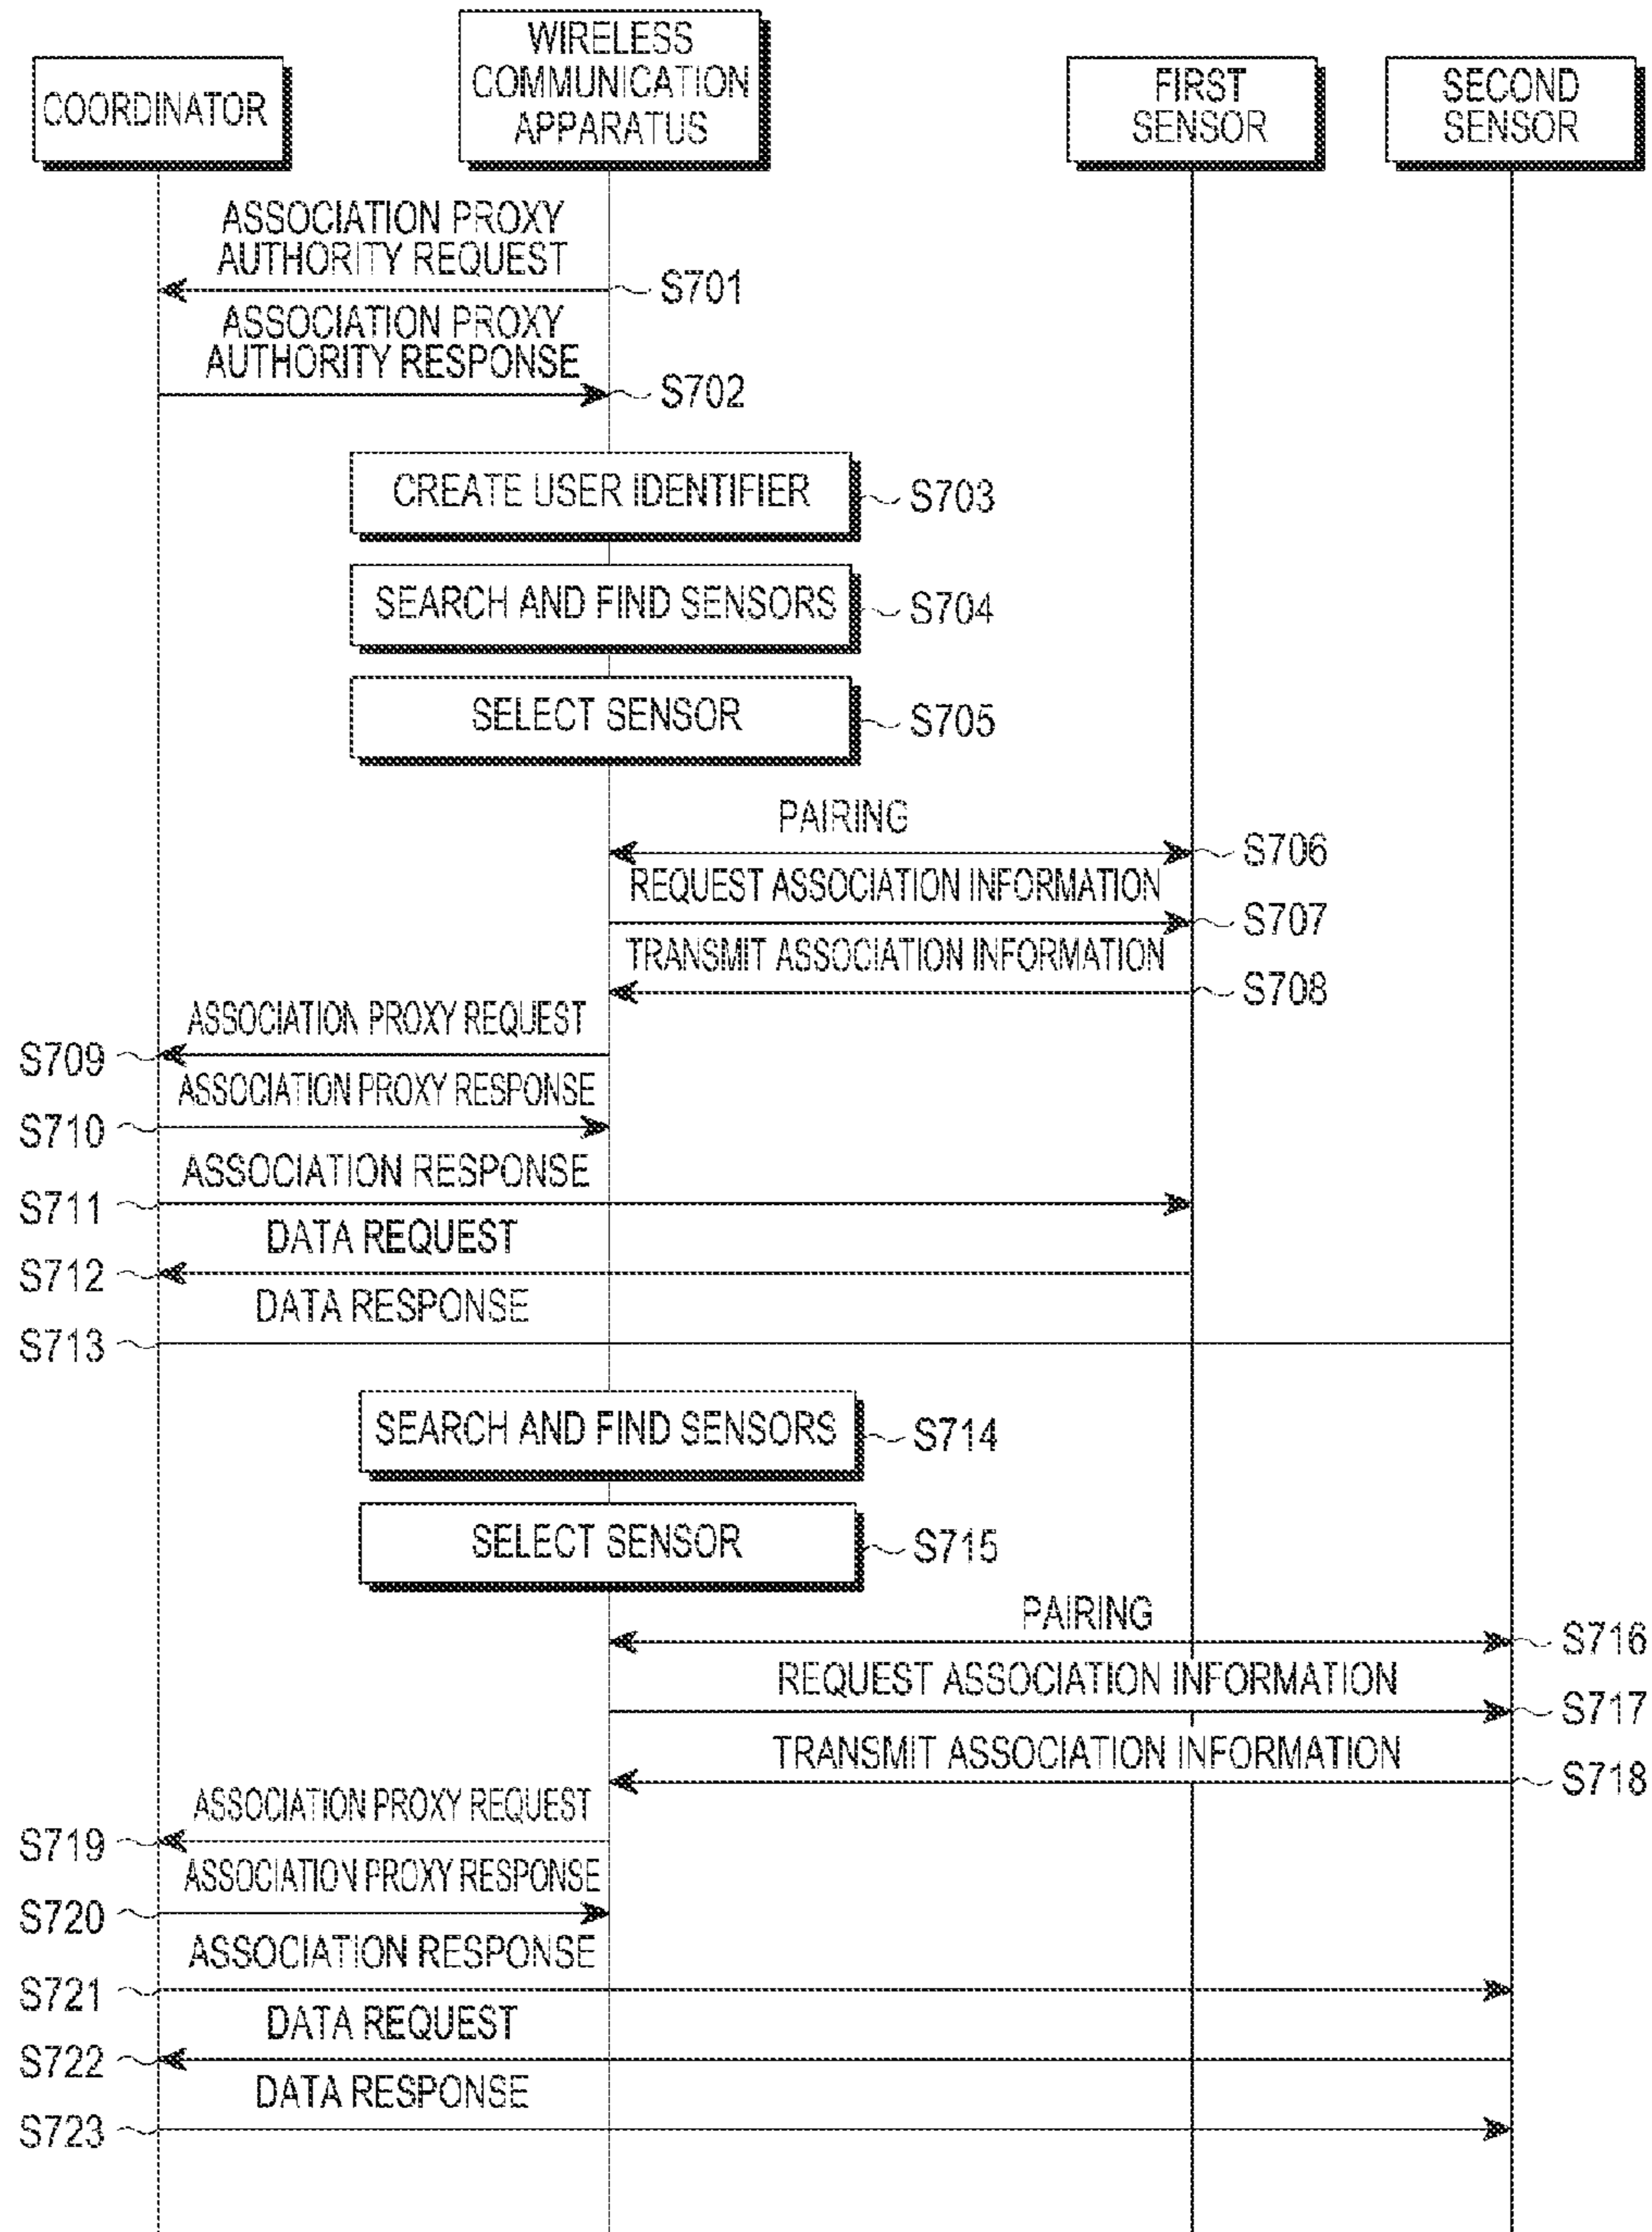 COORDINATOR
WIRELESS
COMMUNICATION
APPARATUS
FIRST
SENSOR
SECOND
SENSOR
ASSOCIATION PROXY
AUTHORITY REQUEST
S701
ASSOCIATION PROXY
AUTHORITY RESPONSE
S702
CREATE USER IDENTIFIER
S703
SEARCH AND FIND SENSORS
S704
SELECT SENSOR
S705
PAIRING
S706
REQUEST ASSOCIATION INFORMATION
S707
TRANSMIT ASSOCIATION INFORMATION
S708
ASSOCIATION PROXY REQUEST
S709
ASSOCIATION PROXY RESPONSE
S710
ASSOCIATION RESPONSE
S711
DATA REQUEST
S712
DATA RESPONSE
S713
SEARCH AND FIND SENSORS
S714
SELECT SENSOR
S715
PAIRING
S716
REQUEST ASSOCIATION INFORMATION
S717
TRANSMIT ASSOCIATION INFORMATION
S718
ASSOCIATION PROXY REQUEST
S719
ASSOCIATION PROXY RESPONSE
S720
ASSOCIATION RESPONSE
S721
DATA REQUEST
S722
DATA RESPONSE
S723